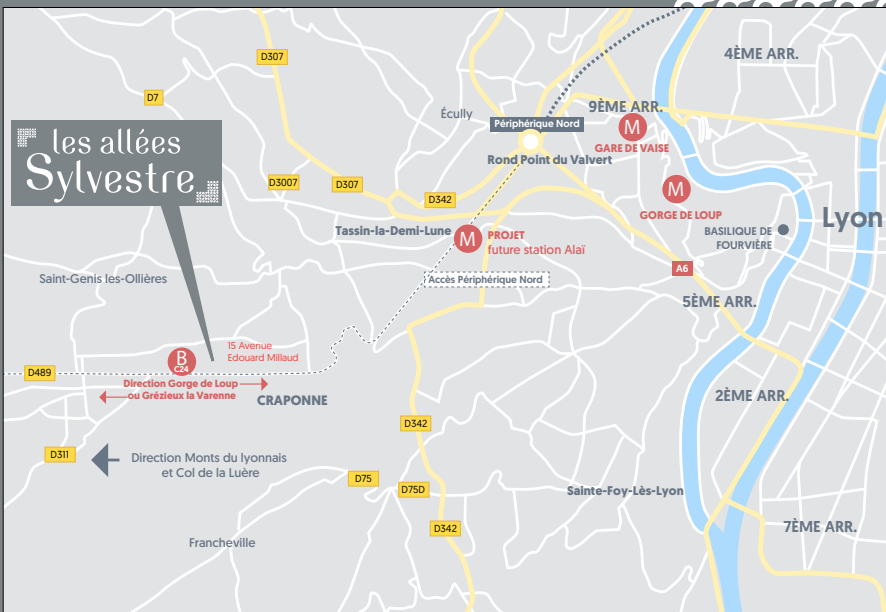 4ÈME ARR.
D307
D7
9ÈME ARR.
Écully
Périphérique Nord
M
GARE DE VAISE
les allées
Sylvestre
Rond Point du Valvert
D3007
D307
D342
M
GORGE DE LOUP
Lyon
Tassin-la-Demi-Lune
M
PROJET
future station Alaï
BASILIQUE DE
FOURVIÈRE
A6
Saint-Genis les-Ollières
Accès Périphérique Nord
5ÈME ARR.
15 Avenue
Edouard Millaud
B
C24
D489
Direction Gorge de Loup
ou Grézieux la Varenne
CRAPONNE
2ÈME ARR.
D342
D311
Direction Monts du lyonnais
et Col de la Luère
D75
D75D
Sainte-Foy-Lès-Lyon
D342
7ÈME ARR.
Francheville